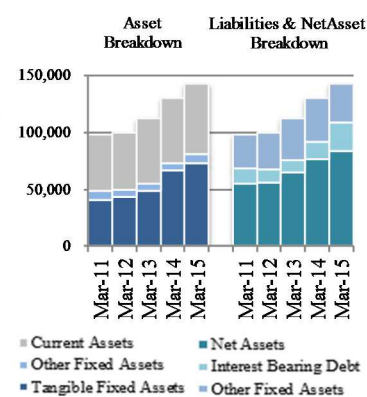 Asset
Breakdown
Liabilities & NetAsset
Breakdown
150,000
100,000
50,000
0
Mar-11
Mar-12
Mar-13
Mar-14
Mar-15
Mar-11
Mar-12
Mar-13
Mar-14
Mar-15
Current Assets
Other Fixed Assets
Tangible Fixed Assets
Net Assets
Interest Bearing Debt
Other Fixed Assets